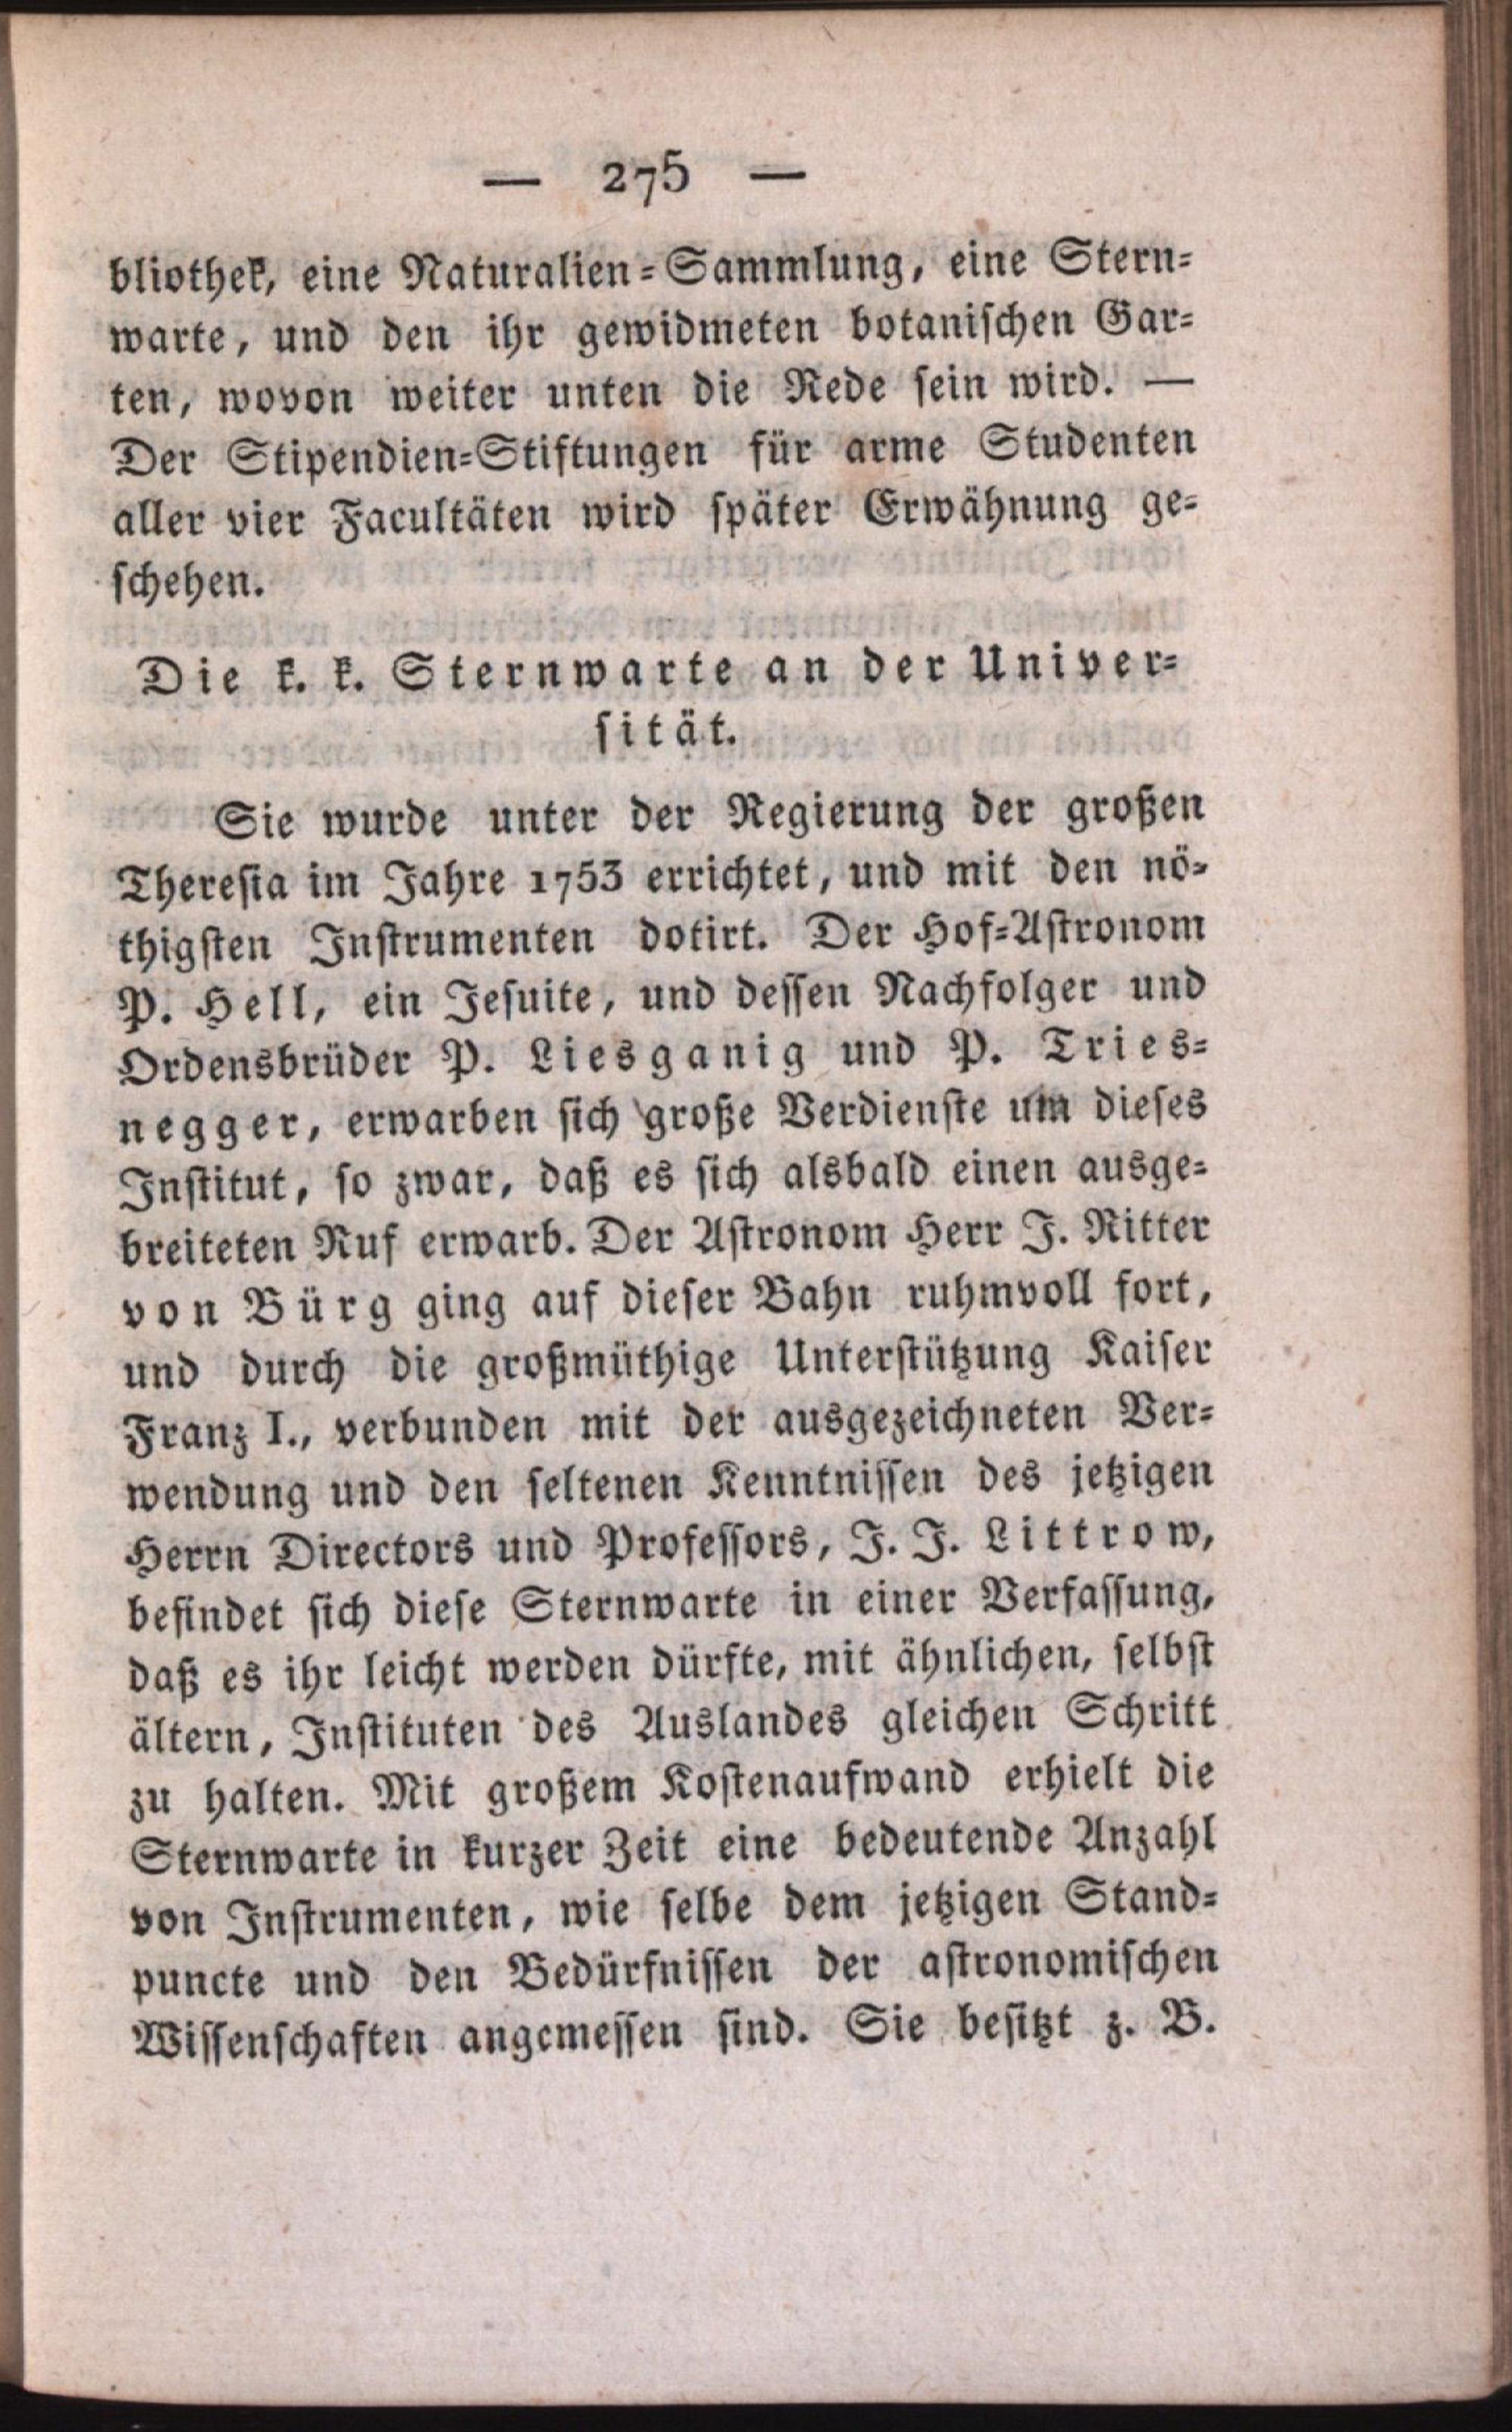 — 275 —
bliothek, eine Naturalien-Sammlung, eine Stern-
warte, und den ihr gewidmeten botanischen Gar-
ten, wovon weiter unten die Rede sein wird. —
Der Stipendien-Stiftungen für arme Studenten
aller vier Facultäten wird später Erwähnung ge-
schehen.
Die k. k. Sternwarte an der Univer-
sität.
Sie wurde unter der Regierung der großen
Theresia im Jahre 1753 errichtet, und mit den nö-
thigsten Instrumenten dotirt. Der Hof-Astronom
P. Hell, ein Jesuite, und dessen Nachfolger und
Ordensbrüder P. Liesganig und P. Tries-
negger, erwarben sich große Verdienste um dieses
Institut, so zwar, daß es sich alsbald einen ausge-
breiteten Ruf erwarb. Der Astronom Herr J. Ritter
von Bürg ging auf dieser Bahn ruhmvoll fort,
und durch die großmüthige Unterstützung Kaiser
Franz I., verbunden mit der ausgezeichneten Ver-
wendung und den seltenen Kenntnissen des jetzigen
Herrn Directors und Professors, J. J. Littrow,
befindet sich diese Sternwarte in einer Verfassung,
daß es ihr leicht werden dürfte, mit ähnlichen, selbst
ältern, Instituten des Auslandes gleichen Schritt
zu halten. Mit großem Kostenaufwand erhielt die
Sternwarte in kurzer Zeit eine bedeutende Anzahl
von Instrumenten, wie selbe dem jetzigen Stand-
puncte und den Bedürfnissen der astronomischen
Wissenschaften angemessen sind. Sie besitzt z. B.